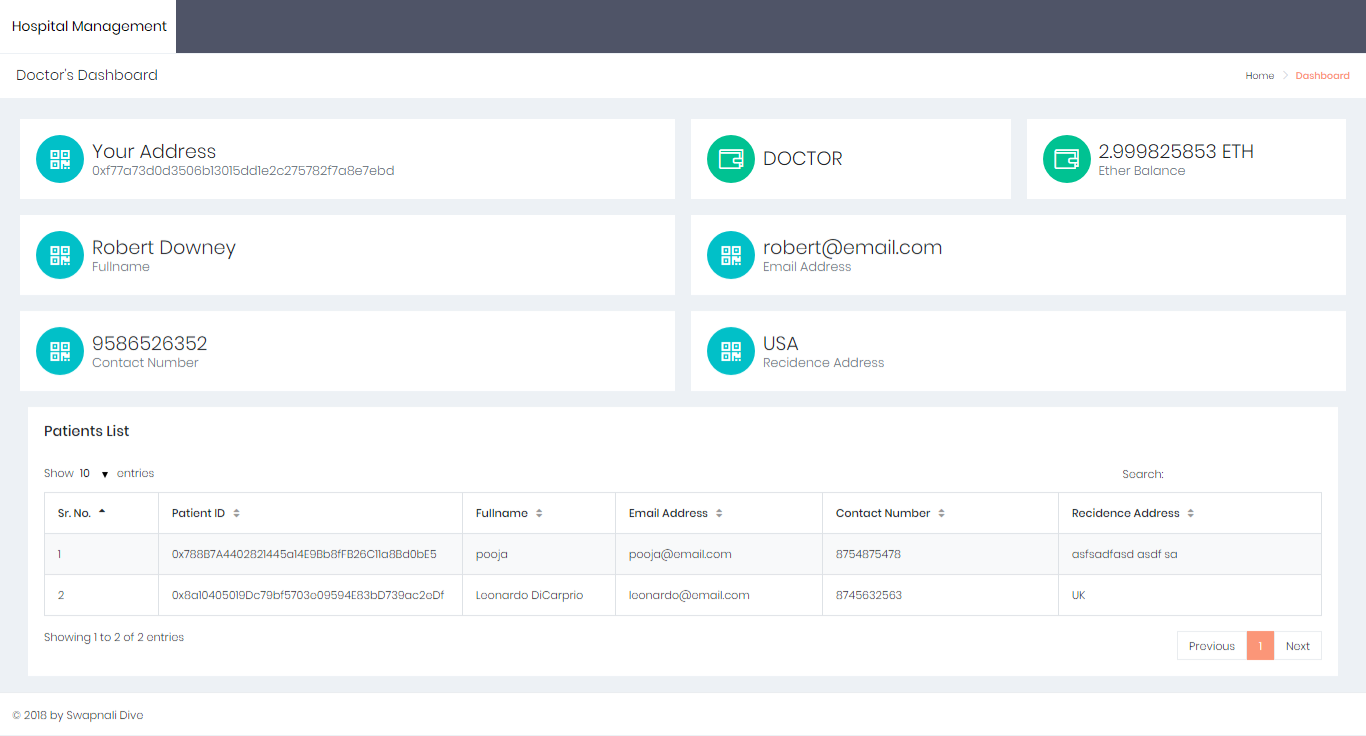 Hospital Management
Doctor's Dashboard
Home > Dashboard
Your Address
0xf77a73d0d3506b13015dd1e2c275782f7a8e7ebd
DOCTOR
2.999825853 ETH
Ether Balance
Robert Downey
Fullname
robert@email.com
Email Address
9586526352
Contact Number
USA
Recidence Address
Patients List
Show 10 entries
Search:
Sr. No. Patient ID Fullname Email Address Contact Number Recidence Address
1 0x788B7A4402821445a14E9Bb8fFB26C11a8Bd0bE5 pooja pooja@email.com 8754875478 asfsadfasd asdf sa
2 0x8a10405019Dc79bf5703e09594E83bD739ac2eDf Leonardo DiCarprio leonardo@email.com 8745632563 UK
Showing 1 to 2 of 2 entries
Previous 1 Next
© 2018 by Swapnali Dive